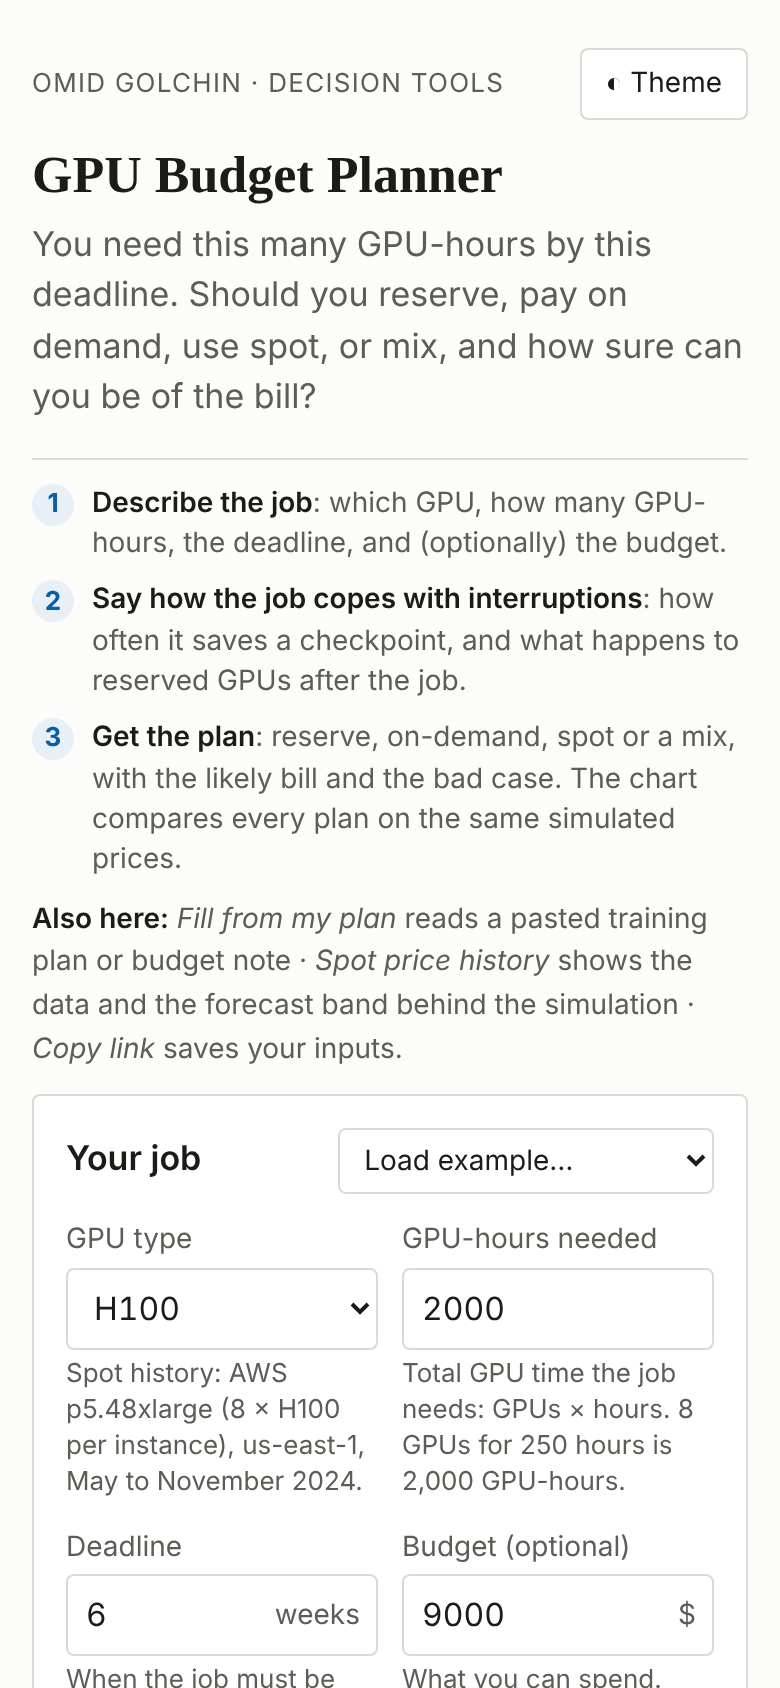 OMID GOLCHIN · DECISION TOOLS
Theme
GPU Budget Planner
You need this many GPU-hours by this
deadline. Should you reserve, pay on
demand, use spot, or mix, and how sure can
you be of the bill?
1 Describe the job: which GPU, how many GPU-
hours, the deadline, and (optionally) the budget.
2 Say how the job copes with interruptions: how
often it saves a checkpoint, and what happens to
reserved GPUs after the job.
3 Get the plan: reserve, on-demand, spot or a mix,
with the likely bill and the bad case. The chart
compares every plan on the same simulated
prices.
Also here: Fill from my plan reads a pasted training
plan or budget note · Spot price history shows the
data and the forecast band behind the simulation ·
Copy link saves your inputs.
Your job
Load example...
GPU type
H100
Spot history: AWS
p5.48xlarge (8 × H100
per instance), us-east-1,
May to November 2024.
GPU-hours needed
2000
Total GPU time the job
needs: GPUs × hours. 8
GPUs for 250 hours is
2,000 GPU-hours.
Deadline
6 weeks
When the job must be
Budget (optional)
9000 $
What you can spend.